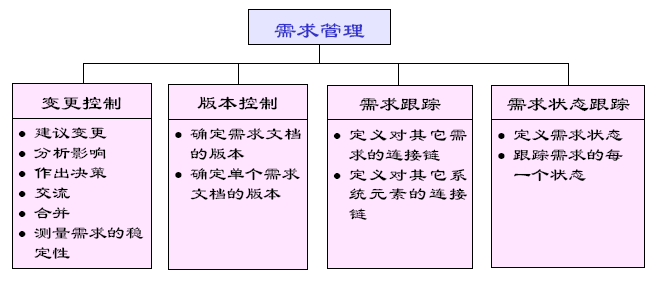 需求管理
变更控制
● 建议变更
● 分析影响
● 作出决策
● 交流
● 合并
● 测量需求的稳
定性
版本控制
● 确定需求文档
的版本
● 确定单个需求
文档的版本
需求跟踪
● 定义对其它需
求的连接链
● 定义对其它系
统元素的连接
链
需求状态跟踪
● 定义需求状态
● 跟踪需求的每
一个状态